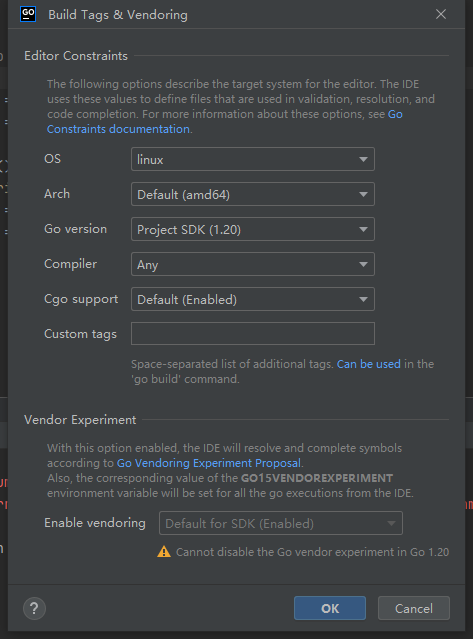 GO Build Tags & Vendoring
Editor Constraints
The following options describe the target system for the editor. The IDE
uses these values to define files that are used in validation, resolution, and
code completion. For more information about these options, see Go
Constraints documentation.
OS linux
Arch Default (amd64)
Go version Project SDK (1.20)
Compiler Any
Cgo support Default (Enabled)
Custom tags
Space-separated list of additional tags. Can be used in the
'go build' command.
Vendor Experiment
With this option enabled, the IDE will resolve and complete symbols
according to Go Vendoring Experiment Proposal.
Also, the corresponding value of the GO15VENDOREXPERIMENT
environment variable will be set for all the go executions from the IDE.
Enable vendoring Default for SDK (Enabled)
Cannot disable the Go vendor experiment in Go 1.20
? OK Cancel